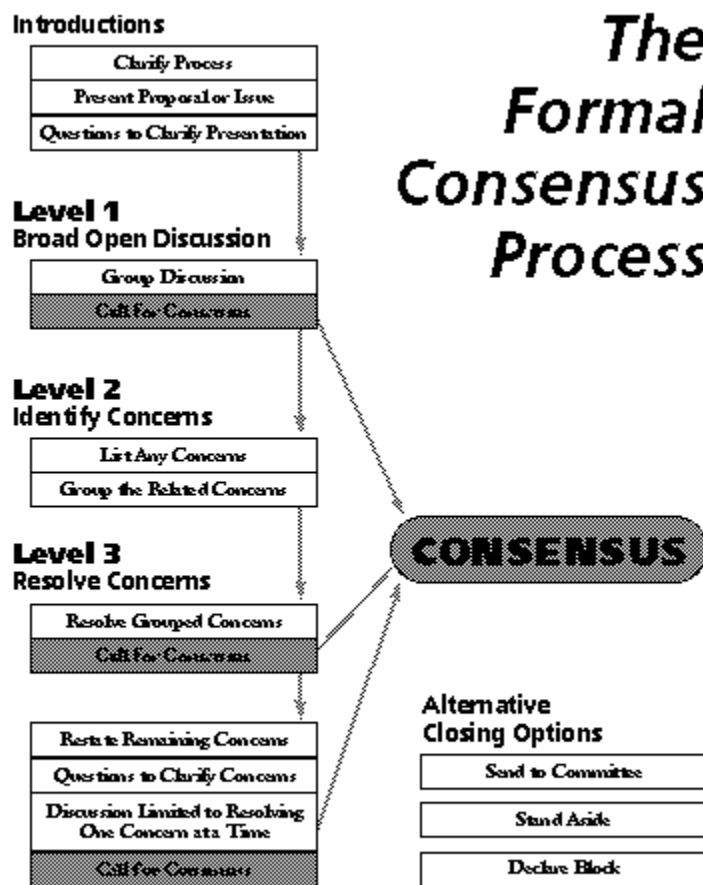 The
Formal
Consensus
Process
Introductions
Clarify Process
Present Proposal or Issue
Questions to Clarify Presentation
Level 1
Broad Open Discussion
Group Discussion
Call for Consensus
Level 2
Identify Concerns
List Any Concerns
Group the Related Concerns
Level 3
Resolve Concerns
Resolve Grouped Concerns
Call for Consensus
Restate Remaining Concerns
Questions to Clarify Concerns
Discussion Limited to Resolving
One Concern at a Time
Call for Consensus
CONSENSUS
Alternative
Closing Options
Send to Committee
Stand Aside
Declare Block